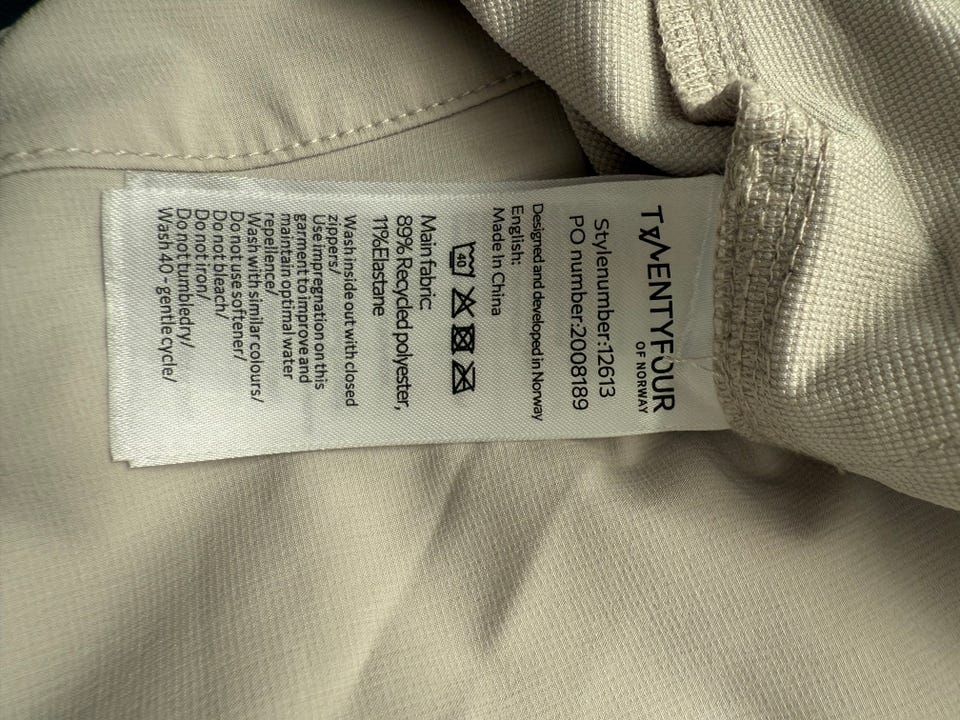 TWENTYFOUR
OF NORWAY
Stylenumber:12613
PO number:2008189
Designed and developed in Norway
English:
Made In China
40
Main fabric:
89% Recycled polyester,
11%Elastane
Wash inside out with closed
zippers/
Use impregnation on this
garment to improve and
maintain optimal water
repellence/
Wash with similar colours/
Do not use softener/
Do not bleach/
Do not iron/
Do not tumbledry/
Wash 40 - gentle cycle/